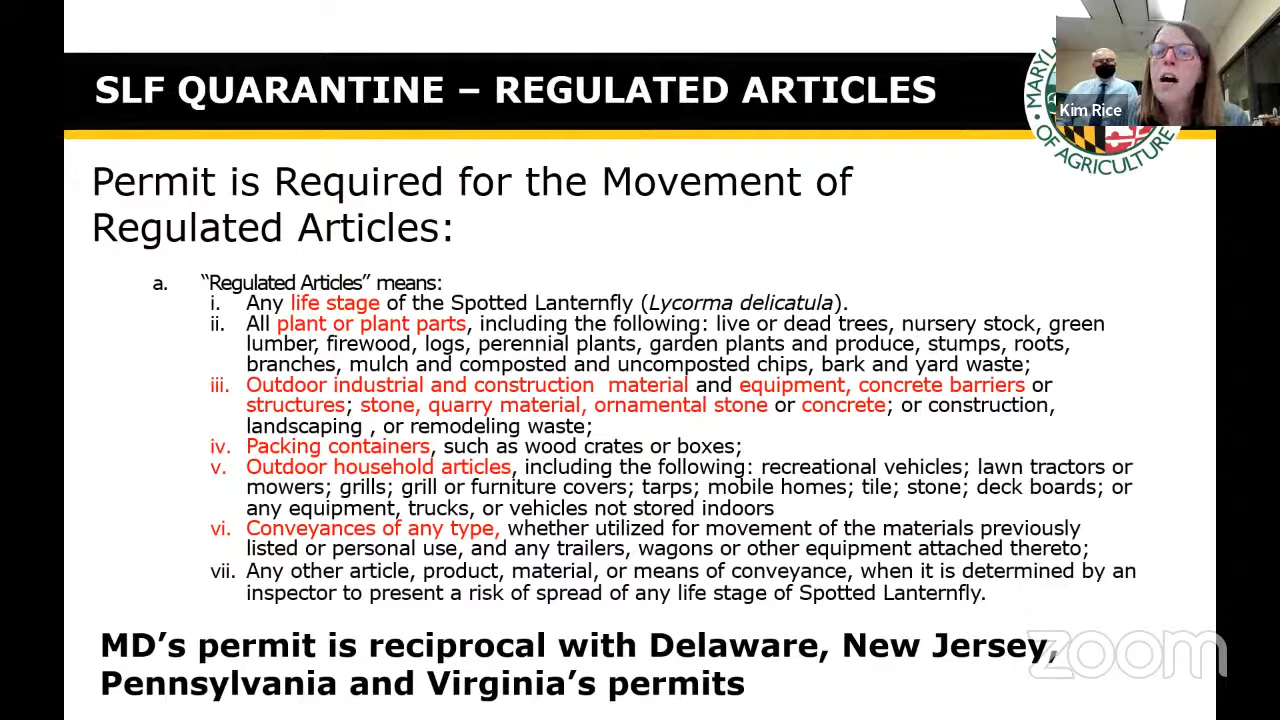 SLF QUARANTINE – REGULATED ARTICLES
MARYL
OF AGRICULTURE
Kim Rice
Permit is Required for the Movement of
Regulated Articles:
a. “Regulated Articles” means:
i. Any life stage of the Spotted Lanternfly (Lycorma delicatula).
ii. All plant or plant parts, including the following: live or dead trees, nursery stock, green
lumber, firewood, logs, perennial plants, garden plants and produce, stumps, roots,
branches, mulch and composted and uncomposted chips, bark and yard waste;
iii. Outdoor industrial and construction material and equipment, concrete barriers or
structures; stone, quarry material, ornamental stone or concrete; or construction,
landscaping , or remodeling waste;
iv. Packing containers, such as wood crates or boxes;
v. Outdoor household articles, including the following: recreational vehicles; lawn tractors or
mowers; grills; grill or furniture covers; tarps; mobile homes; tile; stone; deck boards; or
any equipment, trucks, or vehicles not stored indoors
vi. Conveyances of any type, whether utilized for movement of the materials previously
listed or personal use, and any trailers, wagons or other equipment attached thereto;
vii. Any other article, product, material, or means of conveyance, when it is determined by an
inspector to present a risk of spread of any life stage of Spotted Lanternfly.
MD’s permit is reciprocal with Delaware, New Jersey,
Pennsylvania and Virginia’s permits
zoom